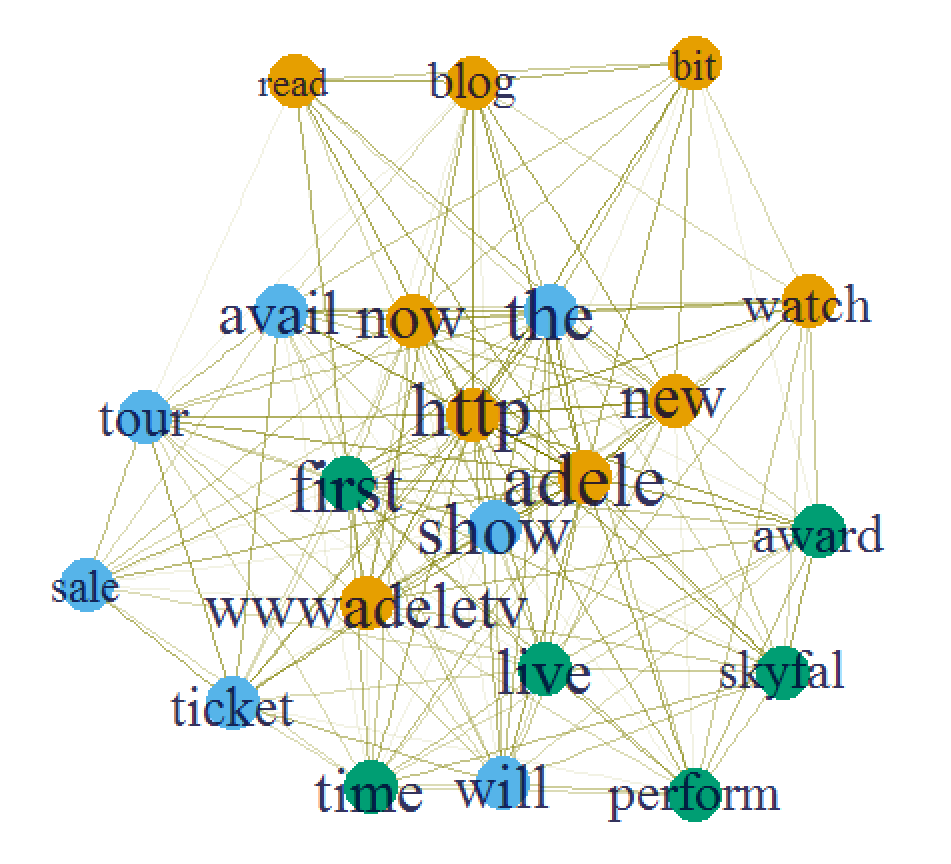 read blog bit
avail now the watch
tour http new
first adele
show award
sale wwwadeletv
live skyfal
ticket
time will perform